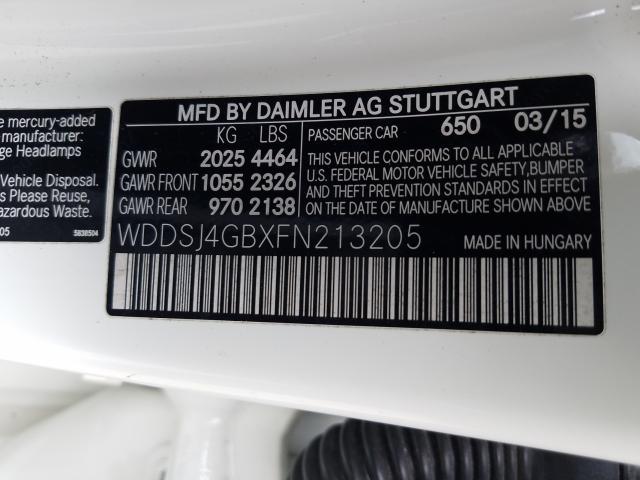 e mercury-added
manufacturer:
ge Headlamps
Vehicle Disposal.
s Please Reuse,
azardous Waste.
05 5838504
MFD BY DAIMLER AG STUTTGART
KG LBS
GVWR 2025 4464
GAWR FRONT 1055 2326
GAWR REAR 970 2138
PASSENGER CAR 650 03/15
THIS VEHICLE CONFORMS TO ALL APPLICABLE
U.S. FEDERAL MOTOR VEHICLE SAFETY,BUMPER
AND THEFT PREVENTION STANDARDS IN EFFECT
ON THE DATE OF MANUFACTURE SHOWN ABOVE.
WDDSJ4GBXFN213205 MADE IN HUNGARY